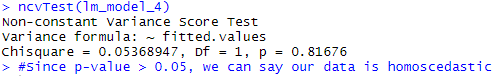 > ncvTest(lm_model_4)
Non-constant Variance Score Test
Variance formula: ~ fitted.values
Chisquare = 0.05368947, Df = 1, p = 0.81676
> #Since p-value > 0.05, we can say our data is homoscedastic